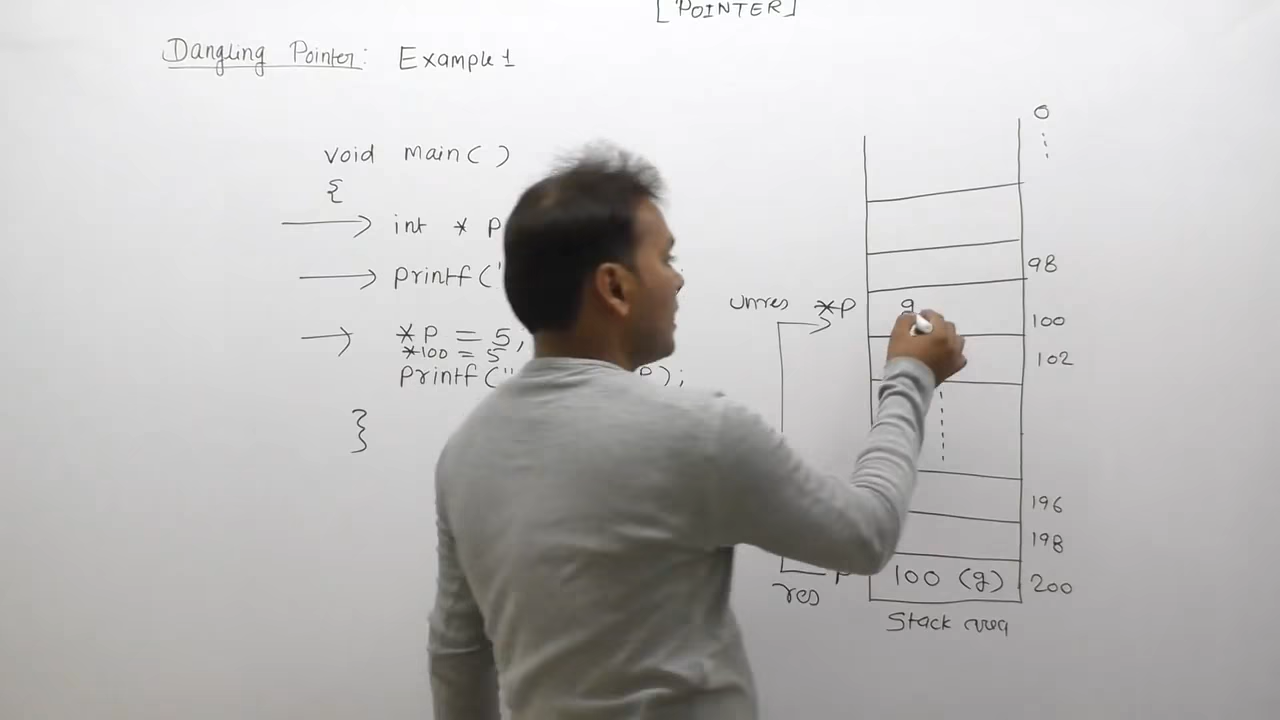 [POINTER]
Dangling Pointer: Example 1
void main( )
{
int * P
printf("
*P = 5;
*100 = 5
Printf(" P);
}
0
98
unres *P g 100
102
196
198
res P 100 (g) 200
Stack area